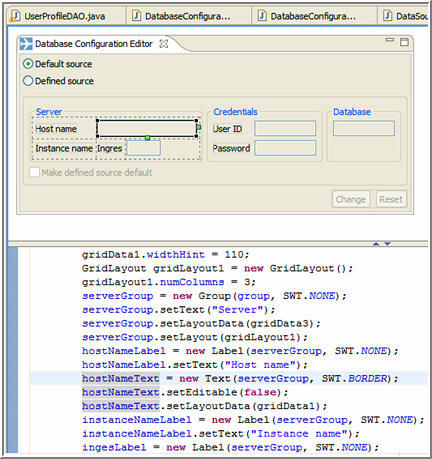 UserProfileDAO.java
DatabaseConfigura...
DatabaseConfigura...
DataSou
Database Configuration Editor
Default source
Defined source
Server
Credentials
Database
Host name
User ID
Instance name Ingres
Password
Make defined source default
Change
Reset
gridData1.widthHint = 110;
GridLayout gridLayout1 = new GridLayout();
gridLayout1.numColumns = 3;
serverGroup = new Group(group, SWT.NONE);
serverGroup.setText("Server");
serverGroup.setLayoutData(gridData3);
serverGroup.setLayout(gridLayout1);
hostNameLabel = new Label(serverGroup, SWT.NONE);
hostNameLabel.setText("Host name");
hostNameText = new Text(serverGroup, SWT.BORDER);
hostNameText.setEditable(false);
hostNameText.setLayoutData(gridData1);
instanceNameLabel = new Label(serverGroup, SWT.NONE);
instanceNameLabel.setText("Instance name");
ingesLabel = new Label(serverGroup, SWT.NONE);